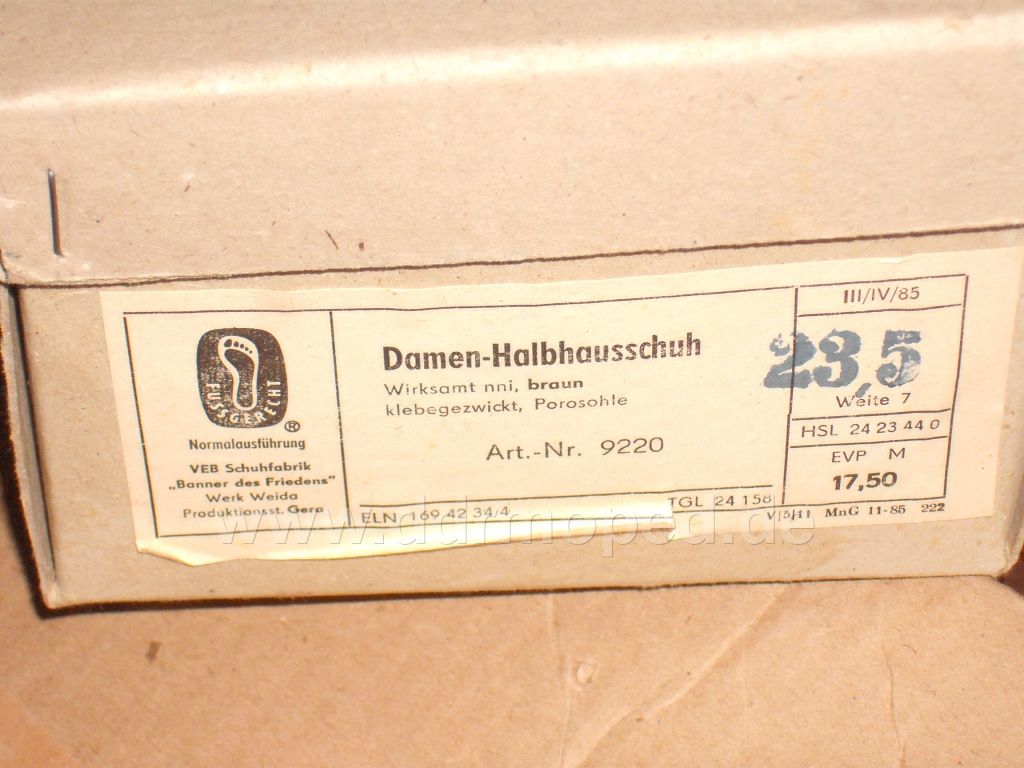 FUSSGERECHT
®
Normalausführung
VEB Schuhfabrik
„Banner des Friedens"
Werk Weida
Produktionsst. Gera
Damen-Halbhausschuh
Wirksamt nni, braun
klebegezwickt, Porosohle
Art.-Nr. 9220
ELN 169 42 34/4
TGL 24 158
III/IV/85
23,5
Weite 7
HSL 24 23 44 0
EVP M
17,50
V/5/11 MnG 11-85 222
www.ddrmoped.de